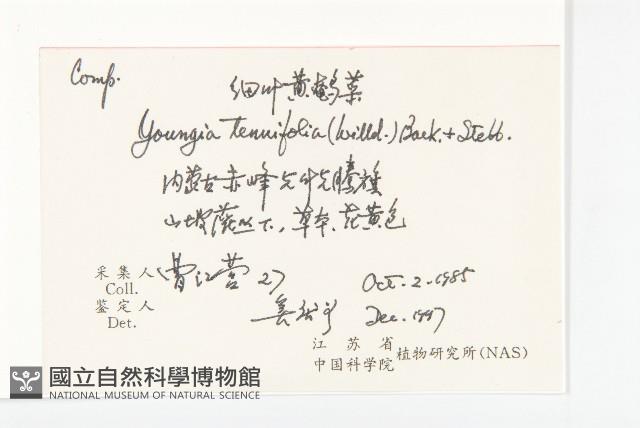 Comp.
细叶黄鹌菜
Youngia tenuifolia (Willd.) Back. + Stebb.
内蒙古赤峰克什克腾旗
山坡 丛下，草本，花黄色
采集人 曹江营 27 Oct. 2. 1985
Coll.
鉴定人 Dec. 1997
Det.
江苏省
中国科学院 植物研究所(NAS)
國立自然科學博物館
NATIONAL MUSEUM OF NATURAL SCIENCE